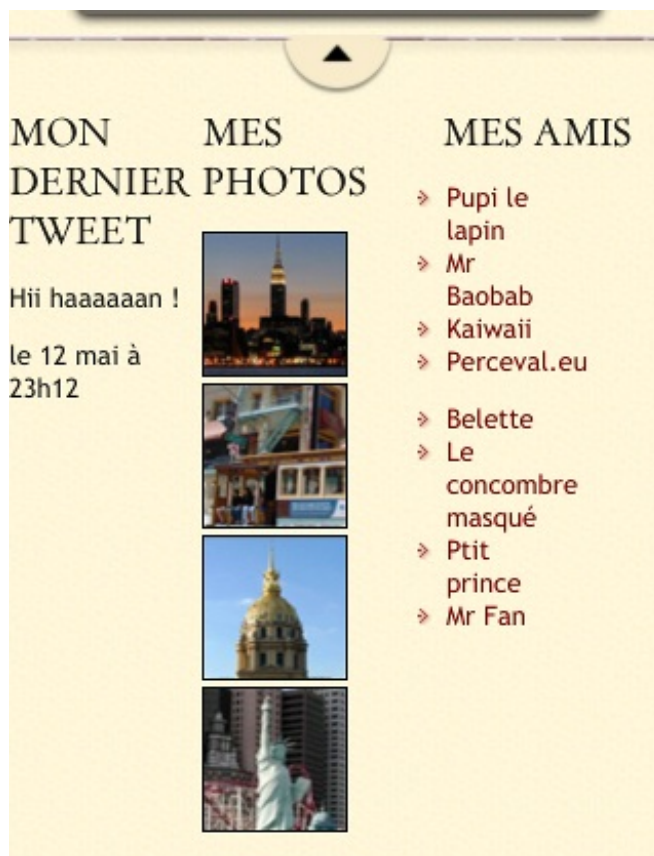 MON
DERNIER
TWEET
Hii haaaaaan !
le 12 mai à
23h12
MES
PHOTOS
MES AMIS
Pupi le
lapin
Mr
Baobab
Kaiwaii
Perceval.eu
Belette
Le
concombre
masqué
Ptit
prince
Mr Fan